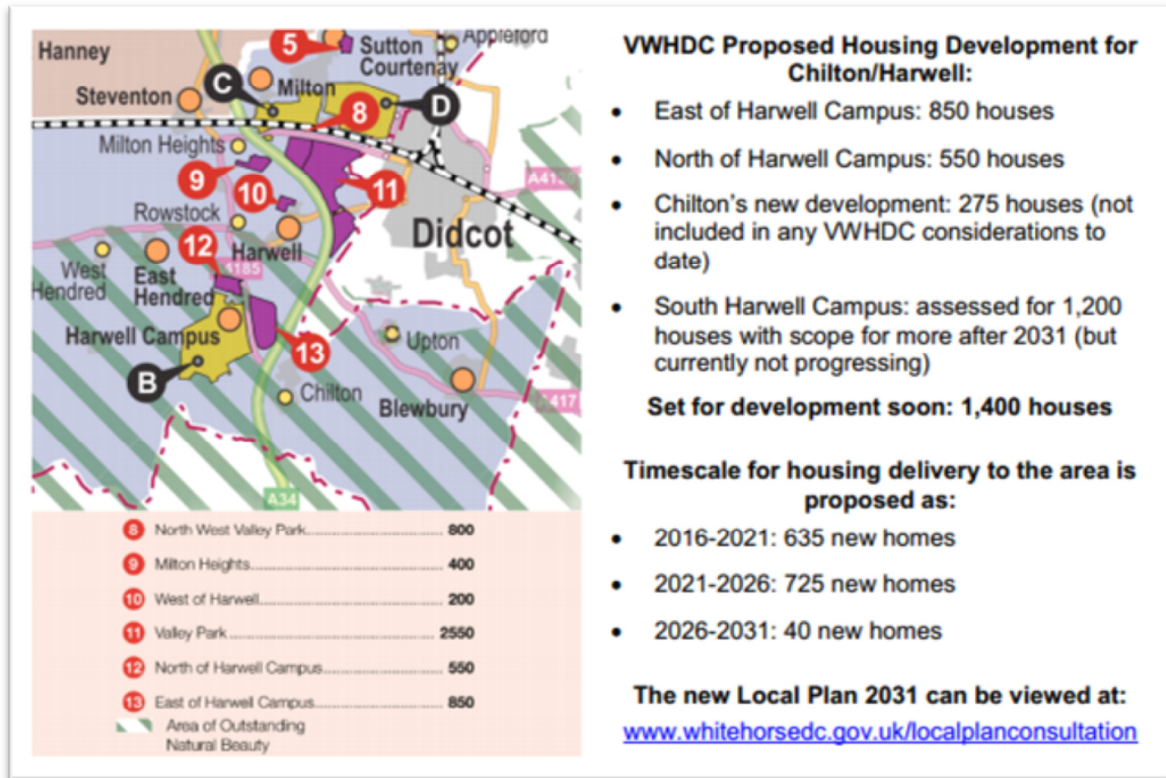 Hanney
5
Sutton
Courtenay
Appleford
C
Milton
Steventon
8
D
Milton Heights
9
10
11
A41
Rowstock
Didcot
12
Harwell
West
Hendred
East
Hendred
Harwell Campus
13
Upton
B
Chilton
Blewbury
A34
8 North West Valley Park 800
9 Milton Heights 400
10 West of Harwell 200
11 Valley Park 2550
12 North of Harwell Campus 550
13 East of Harwell Campus 850
Area of Outstanding
Natural Beauty
VWHDC Proposed Housing Development for
Chilton/Harwell:
• East of Harwell Campus: 850 houses
• North of Harwell Campus: 550 houses
• Chilton's new development: 275 houses (not
included in any VWHDC considerations to
date)
• South Harwell Campus: assessed for 1,200
houses with scope for more after 2031 (but
currently not progressing)
Set for development soon: 1,400 houses
Timescale for housing delivery to the area is
proposed as:
• 2016-2021: 635 new homes
• 2021-2026: 725 new homes
• 2026-2031: 40 new homes
The new Local Plan 2031 can be viewed at:
www.whitehorsedc.gov.uk/localplanconsultation